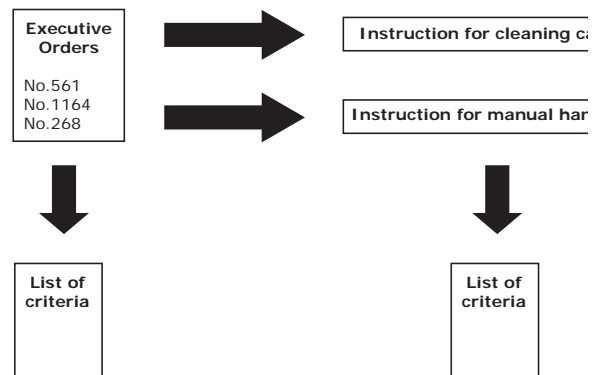 Executive
Orders
No.561
No.1164
No.268
Instruction for cleaning
Instruction for manual
List of
criteria
List of
criteria